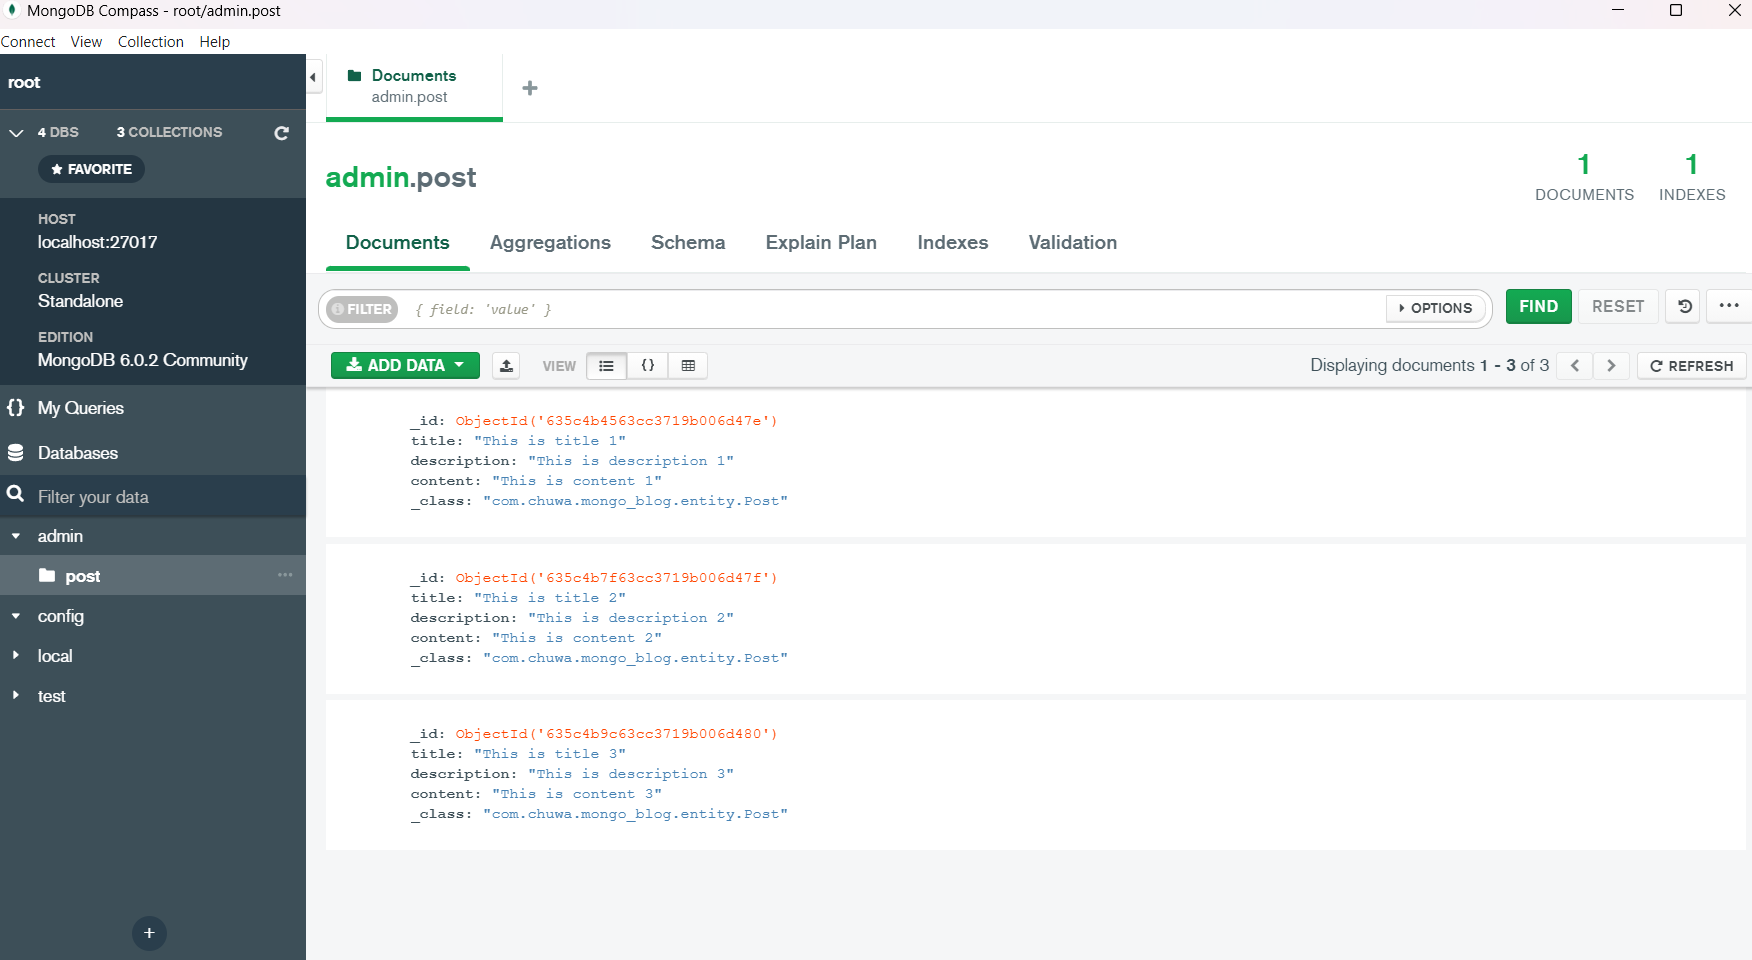 MongoDB Compass - root/admin.post
Connect View Collection Help
root
4 DBS 3 COLLECTIONS
★ FAVORITE
HOST
localhost:27017
CLUSTER
Standalone
EDITION
MongoDB 6.0.2 Community
{} My Queries
Databases
Filter your data
admin
post ...
config
local
test
+
Documents
admin.post
+
admin.post
1 DOCUMENTS
1 INDEXES
Documents Aggregations Schema Explain Plan Indexes Validation
FILTER { field: 'value' } OPTIONS FIND RESET ...
ADD DATA VIEW {} Displaying documents 1 - 3 of 3 < > REFRESH
_id: ObjectId('635c4b4563cc3719b006d47e')
title: "This is title 1"
description: "This is description 1"
content: "This is content 1"
_class: "com.chuwa.mongo_blog.entity.Post"
_id: ObjectId('635c4b7f63cc3719b006d47f')
title: "This is title 2"
description: "This is description 2"
content: "This is content 2"
_class: "com.chuwa.mongo_blog.entity.Post"
_id: ObjectId('635c4b9c63cc3719b006d480')
title: "This is title 3"
description: "This is description 3"
content: "This is content 3"
_class: "com.chuwa.mongo_blog.entity.Post"